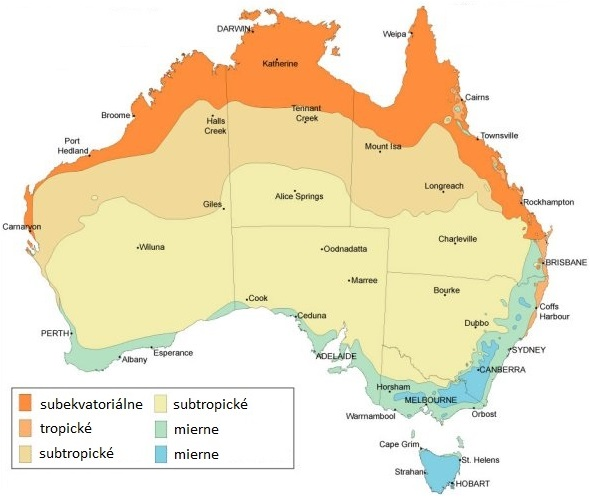 DARWIN
Weipa
Katherine
Cairns
Broome
Halls
Creek
Tennant
Creek
Townsville
Port
Hedland
Mount Isa
Longreach
Rockhampton
Giles
Alice Springs
Carnaryon
Wiluna
Oodnadatta
Charleville
BRISBANE
Marree
Bourke
Cook
Ceduna
Coffs
Harbour
Dubbo
PERTH
Esperance
Albany
ADELAIDE
SYDNEY
CANBERRA
Horsham
MELBOURNE
Warnambool
Orbost
Cape Grim
St. Helens
Strahan
HOBART
subekvatoriálne
subtropické
tropické
mierne
subtropické
mierne